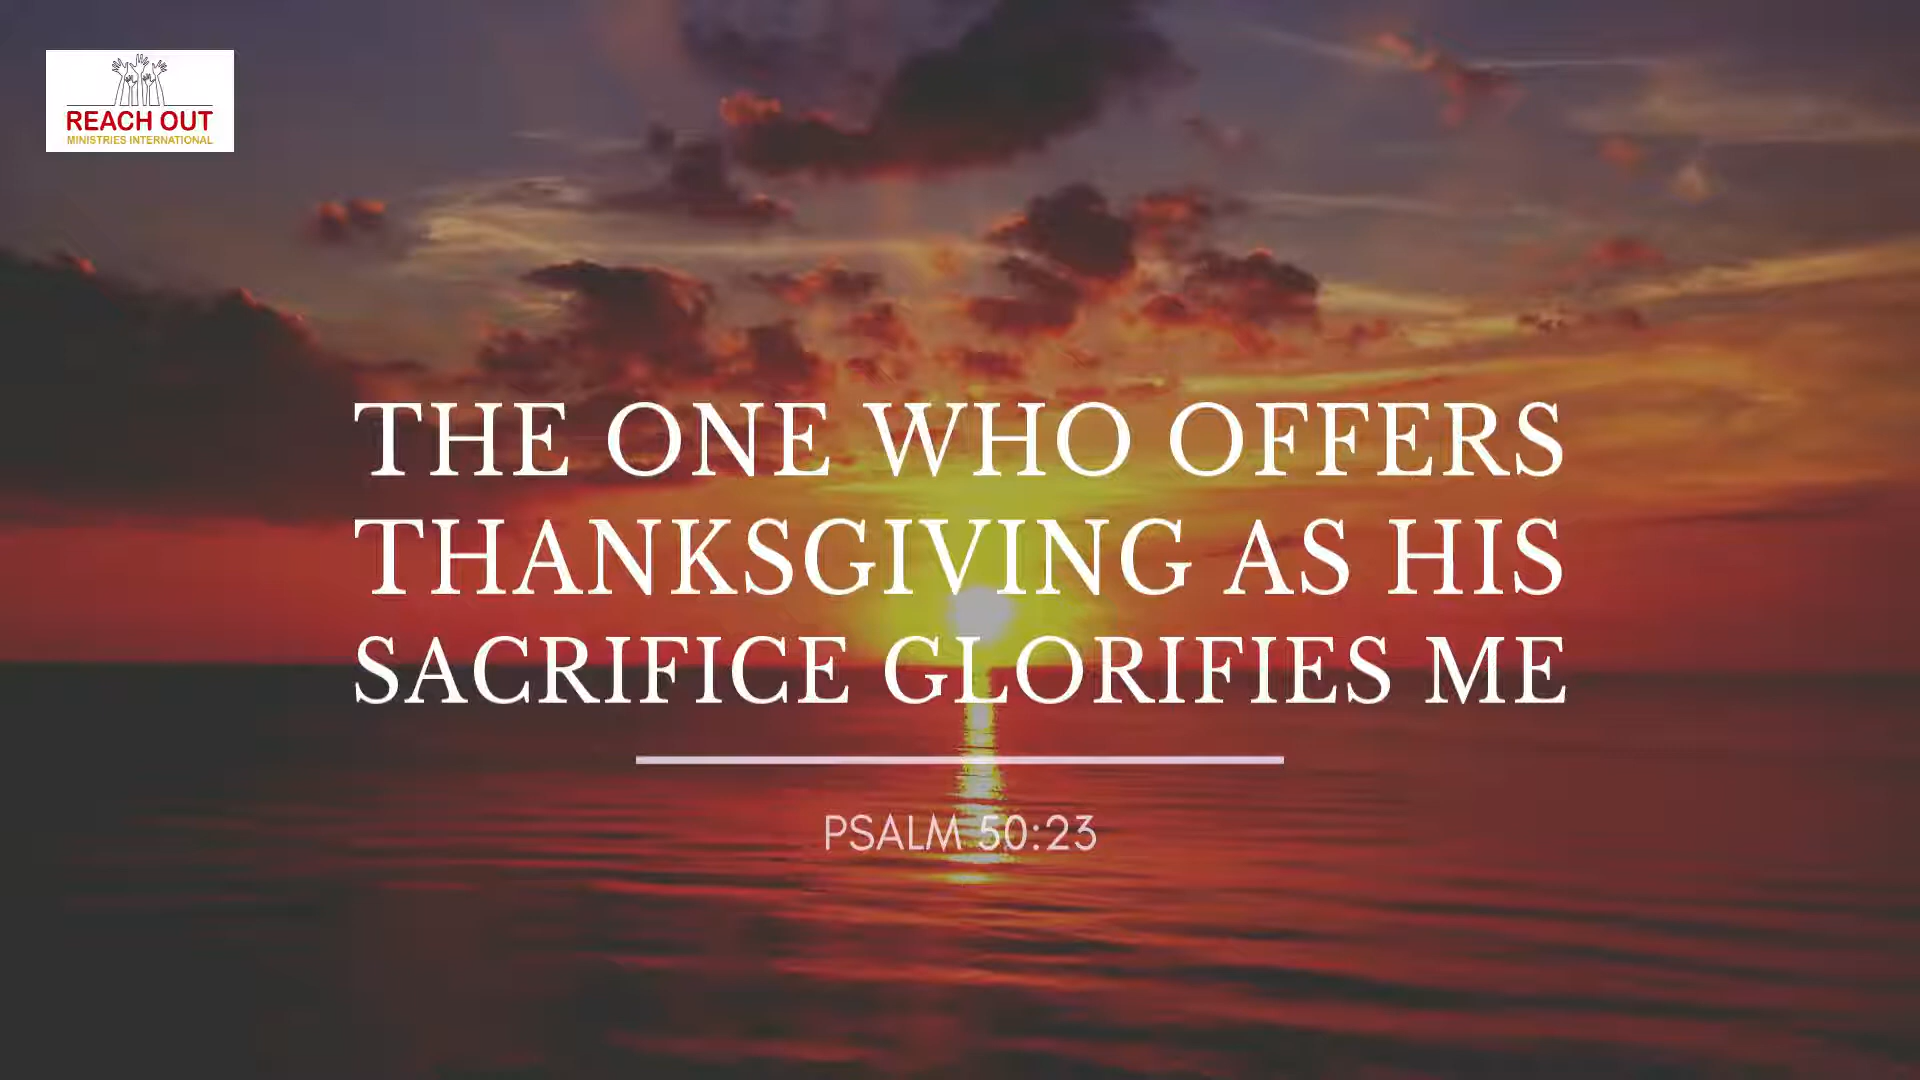 REACH OUT
MINISTRIES INTERNATIONAL
THE ONE WHO OFFERS
THANKSGIVING AS HIS
SACRIFICE GLORIFIES ME
PSALM 50:23